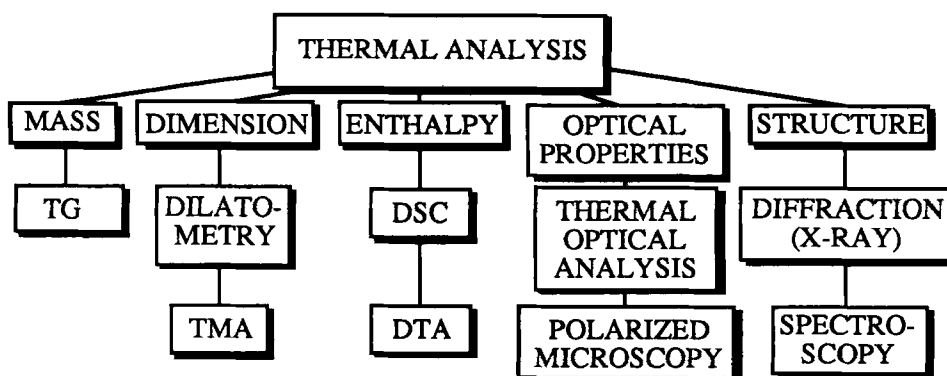 THERMAL ANALYSIS
MASS
DIMENSION
ENTHALPY
OPTICAL
PROPERTIES
STRUCTURE
TG
DILATO-
METRY
DSC
THERMAL
OPTICAL
ANALYSIS
DIFFRACTION
(X-RAY)
TMA
DTA
POLARIZED
MICROSCOPY
SPECTRO-
SCOPY